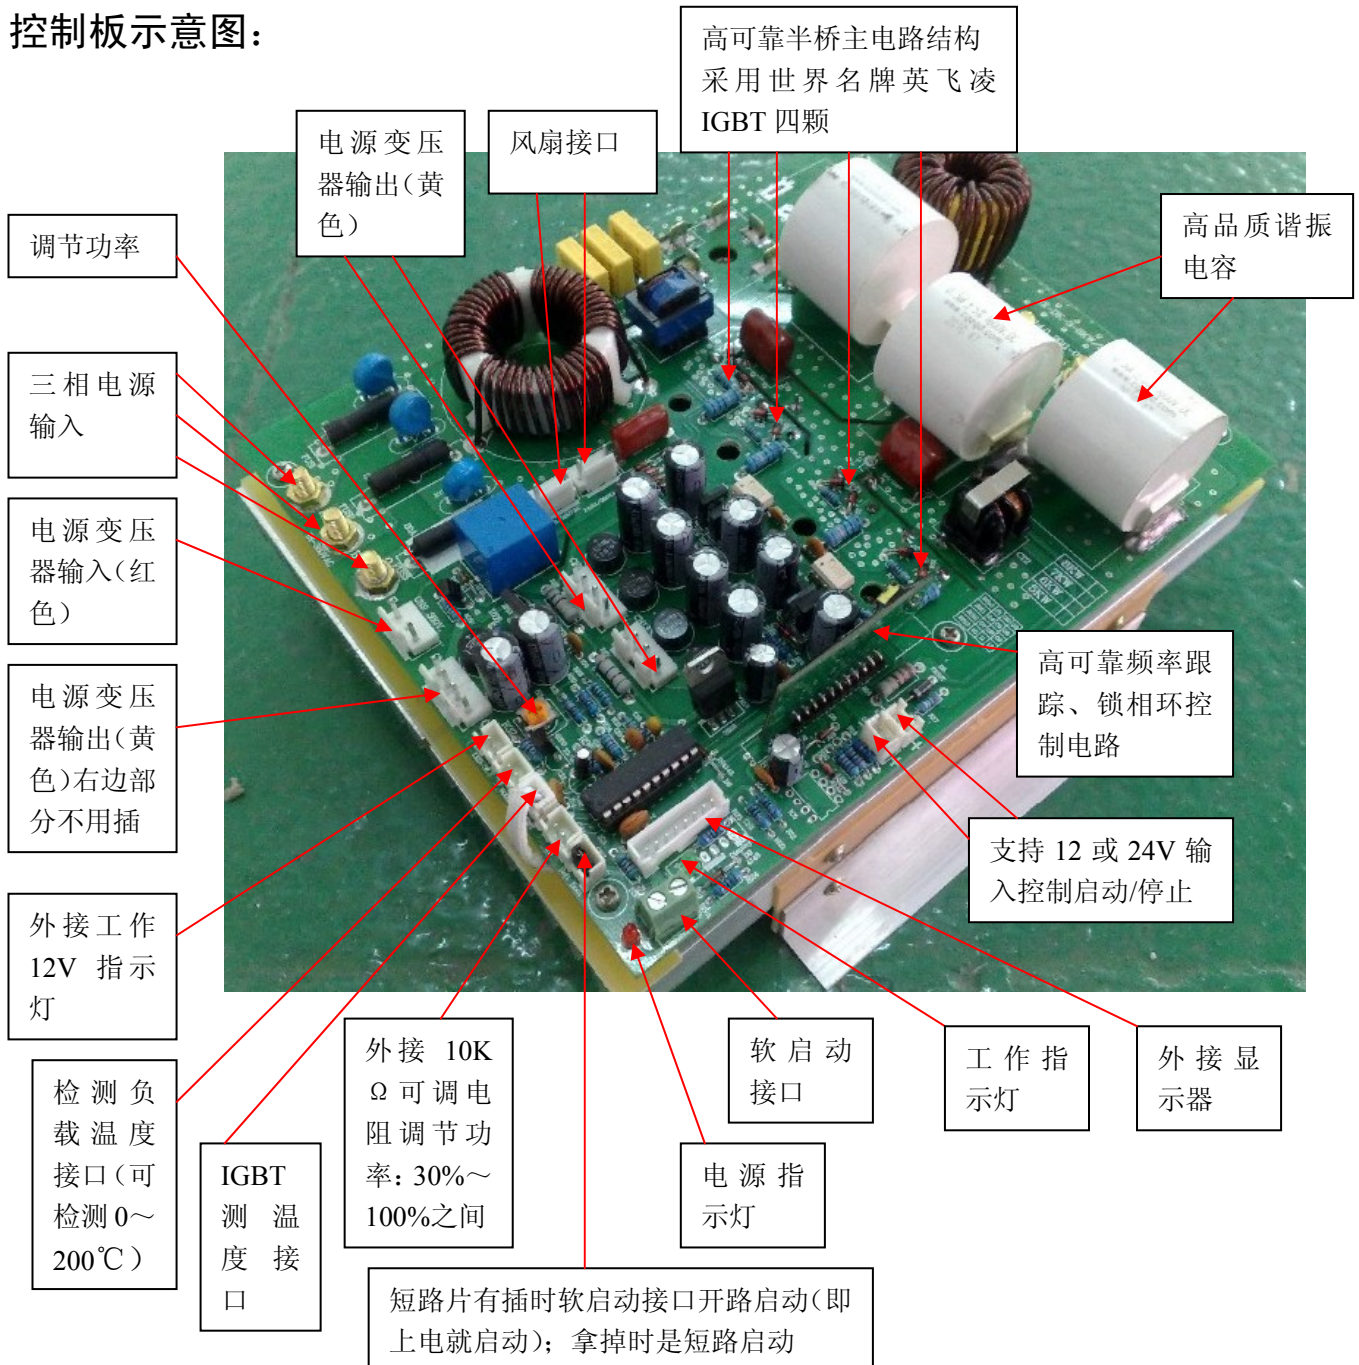 控制板示意图：
高可靠半桥主电路结构
采用世界名牌英飞凌
IGBT 四颗
电源变压
器输出（黄
色）
风扇接口
调节功率
高品质谐振
电容
三相电源
输入
电源变压
器输入（红
色）
电源变压
器输出（黄
色）右边部
分不用插
高可靠频率跟
踪、锁相环控
制电路
支持 12 或 24V 输
入控制启动/停止
外接工作
12V 指示
灯
检测负
载温度
接口（可
检测 0～
200℃）
IGBT
测温
度接
口
外接 10K
Ω可调电
阻调节功
率：30%～
100%之间
软启动
接口
工作指
示灯
外接显
示器
电源指
示灯
短路片有插时软启动接口开路启动（即
上电就启动）；拿掉时是短路启动